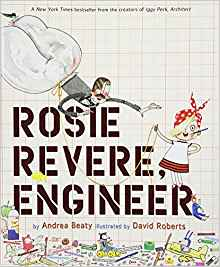 A New York Times bestseller from the creators of Iggy Peck, Architect
ROSIE
REVERE,
ENGINEER
by Andrea Beaty illustrated by David Roberts